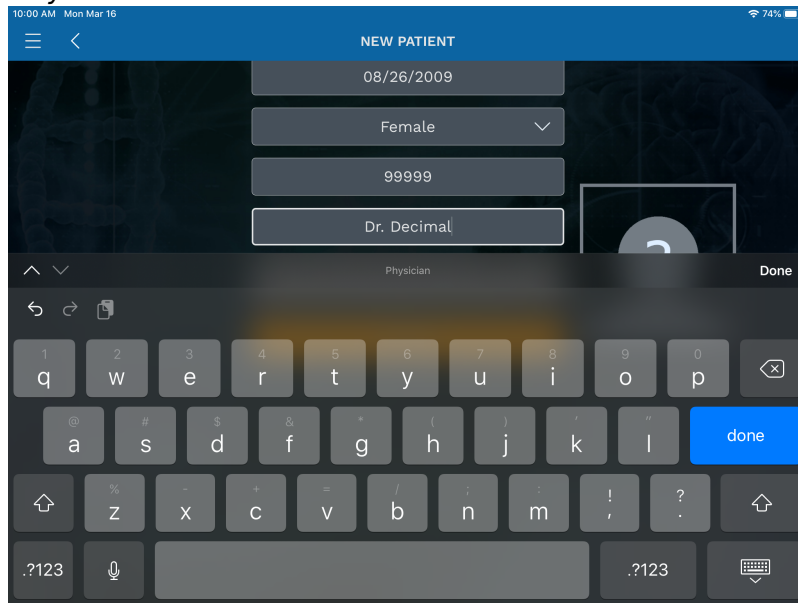 10:00 AM Mon Mar 16 74%
NEW PATIENT
08/26/2009
Female
99999
Dr. Decimal
Physician Done
1 2 3 4 5 6 7 8 9 0
q w e r t y u i o p
@ # $ & * ( ) ' "
a s d f g h j k l done
% - + = / ; : ! ?
z x c v b n m , .
.?123 .?123